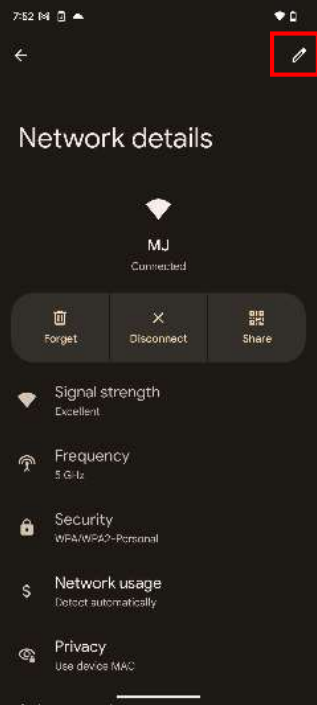 7:52
Network details
MJ
Connected
Forget
Disconnect
Share
Signal strength
Excellent
Frequency
5 GHz
Security
WPA/WPA2-Personal
Network usage
Detect automatically
Privacy
Use device MAC